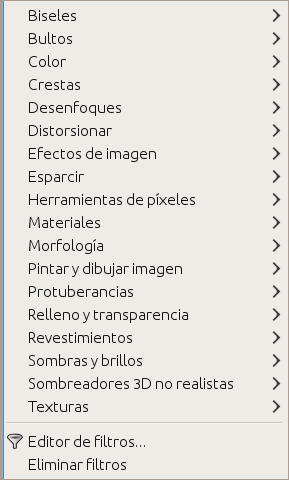 Biseles
Bultos
Color
Crestas
Desenfoques
Distorsionar
Efectos de imagen
Esparcir
Herramientas de píxeles
Materiales
Morfología
Pintar y dibujar imagen
Protuberancias
Relleno y transparencia
Revestimientos
Sombras y brillos
Sombreadores 3D no realistas
Texturas
Editor de filtros...
Eliminar filtros